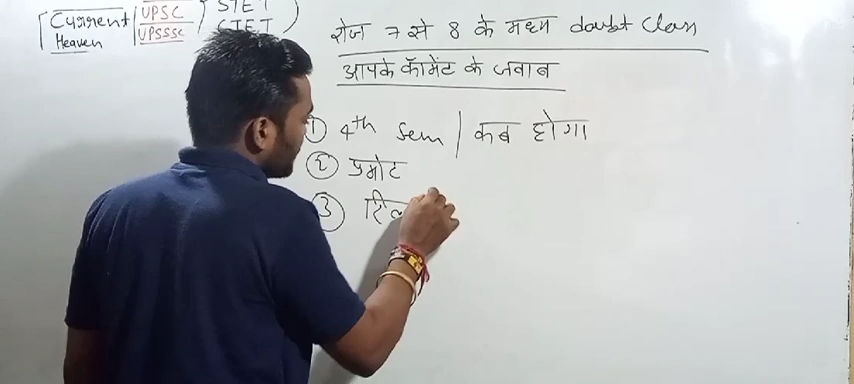 Current | UPSC / STET
Heaven | UPSSSC
रोज 7 से 8 के मध्य doubt Class
आपके कॉमेंट के जवाब
① 4th Sem | कब होगा
② प्रमोट
③